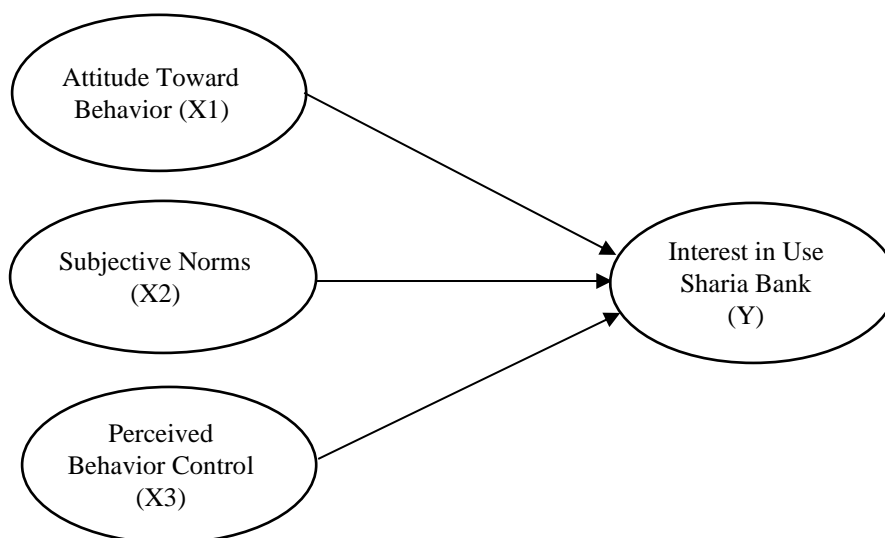 Attitude Toward
Behavior (X1)
Subjective Norms
(X2)
Perceived
Behavior Control
(X3)
Interest in Use
Sharia Bank
(Y)